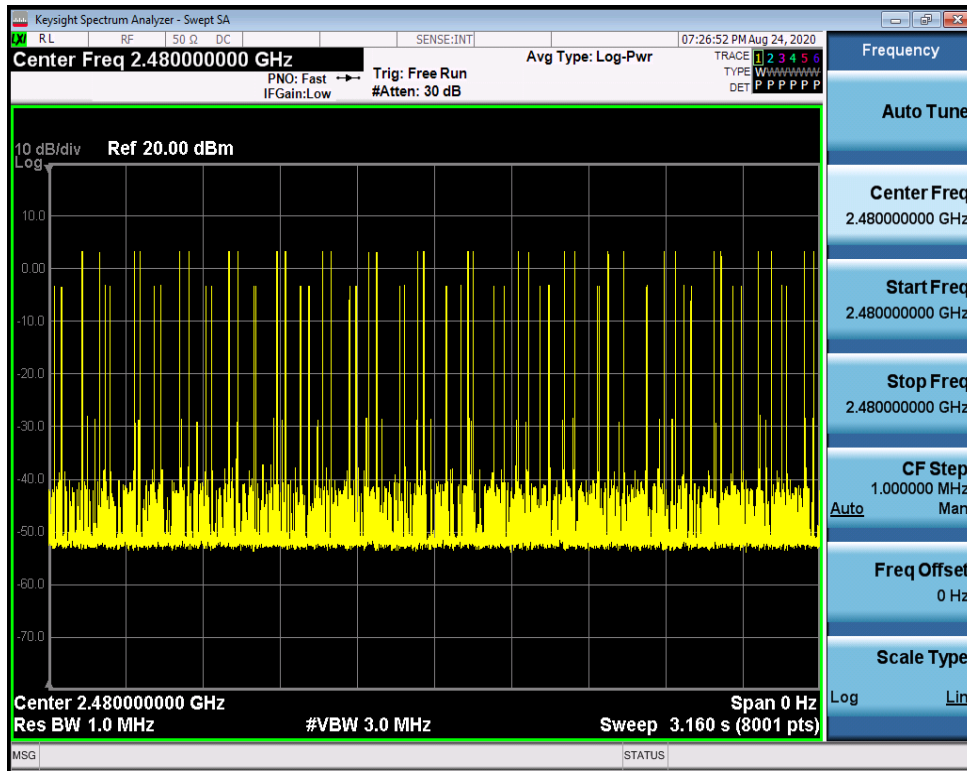 Keysight Spectrum Analyzer - Swept SA
LXI RL RF 50 Ω DC SENSE:INT 07:26:52 PM Aug 24, 2020
Center Freq 2.480000000 GHz
PNO: Fast
IFGain:Low
Trig: Free Run
#Atten: 30 dB
Avg Type: Log-Pwr
TRACE 1 2 3 4 5 6
TYPE WWWWWW
DET P P P P P P
10 dB/div Ref 20.00 dBm
Log
10.0
0.00
-10.0
-20.0
-30.0
-40.0
-50.0
-60.0
-70.0
Center 2.480000000 GHz Span 0 Hz
Res BW 1.0 MHz #VBW 3.0 MHz Sweep 3.160 s (8001 pts)
MSG STATUS
Frequency
Auto Tune
Center Freq
2.480000000 GHz
Start Freq
2.480000000 GHz
Stop Freq
2.480000000 GHz
CF Step
1.000000 MHz
Auto Man
Freq Offset
0 Hz
Scale Type
Log Lin